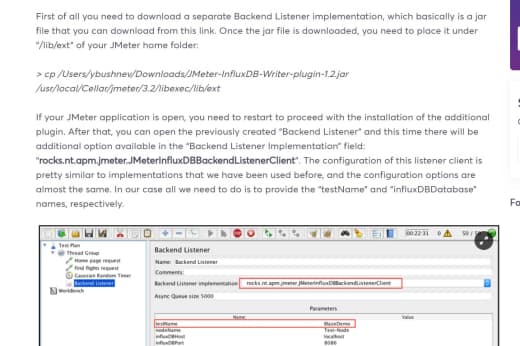 First of all you need to download a separate Backend Listener implementation, which basically is a jar
file that you can download from this link. Once the jar file is downloaded, you need to place it under
"/lib/ext" of your JMeter home folder:
> cp /Users/ybushnev/Downloads/JMeter-InfluxDB-Writer-plugin-1.2.jar
/usr/local/Cellar/jmeter/3.2/libexec/lib/ext
If your JMeter application is open, you need to restart to proceed with the installation of the additional
plugin. After that, you can open the previously created "Backend Listener" and this time there will be
additional option available in the "Backend Listener Implementation" field:
"rocks.nt.apm.jmeter.JMeterInfluxDBBackendListenerClient". The configuration of this listener client is
pretty similar to implementations that we have been used before, and the configuration options are
almost the same. In our case all we need to do is to provide the "testName" and "influxDBDatabase"
names, respectively.
Fo
00:22:31 0 50 /
Test Plan
Thread Group
Home page request
Find flights request
Gaussian Random Timer
Backend Listener
WorkBench
Backend Listener
Name: Backend Listener
Comments:
Backend Listener implementation rocks.nt.apm.jmeter.JMeterInfluxDBBackendListenerClient
Async Queue size 5000
Parameters
Name: Value
testName BlazeDemo
nodeName Test-Node
influxDBHost localhost
influxDBPort 8086